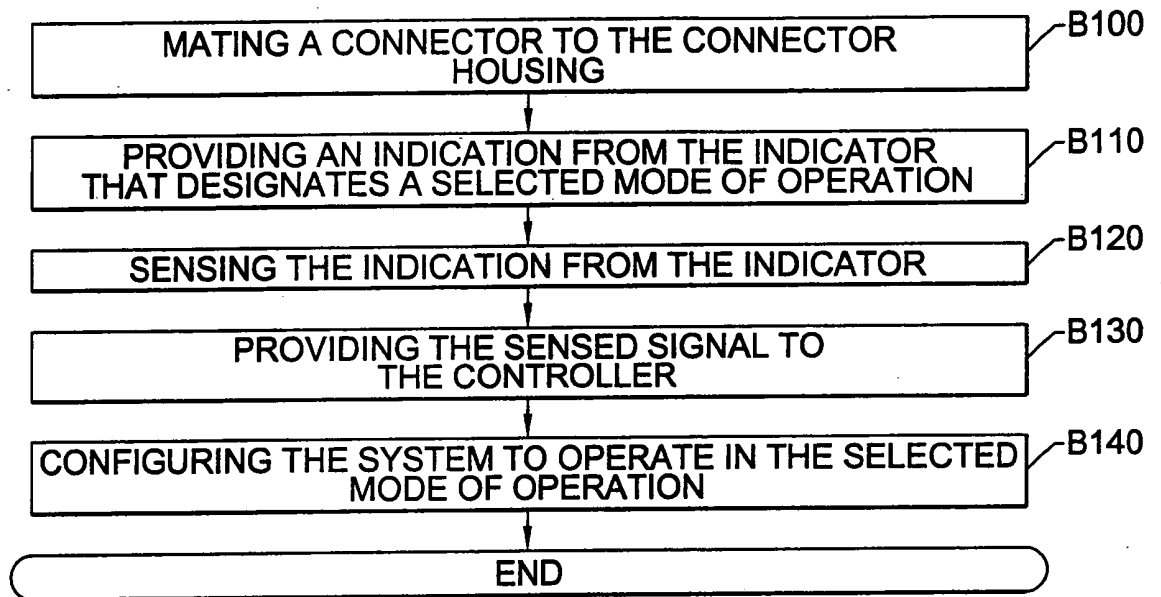 MATING A CONNECTOR TO THE CONNECTOR
HOUSING
B100
PROVIDING AN INDICATION FROM THE INDICATOR
THAT DESIGNATES A SELECTED MODE OF OPERATION
B110
SENSING THE INDICATION FROM THE INDICATOR
B120
PROVIDING THE SENSED SIGNAL TO
THE CONTROLLER
B130
CONFIGURING THE SYSTEM TO OPERATE IN THE SELECTED
MODE OF OPERATION
B140
END